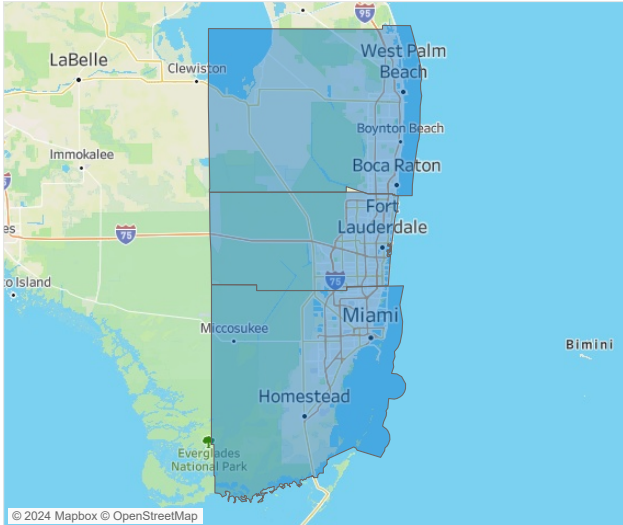 95
West Palm
Beach
LaBelle
Clewiston
Boynton Beach
Immokalee
Boca Raton
Fort
Lauderdale
75
es
75
o Island
Miccosukee
Miami
Bimini
Homestead
Everglades
National Park
© 2024 Mapbox © OpenStreetMap